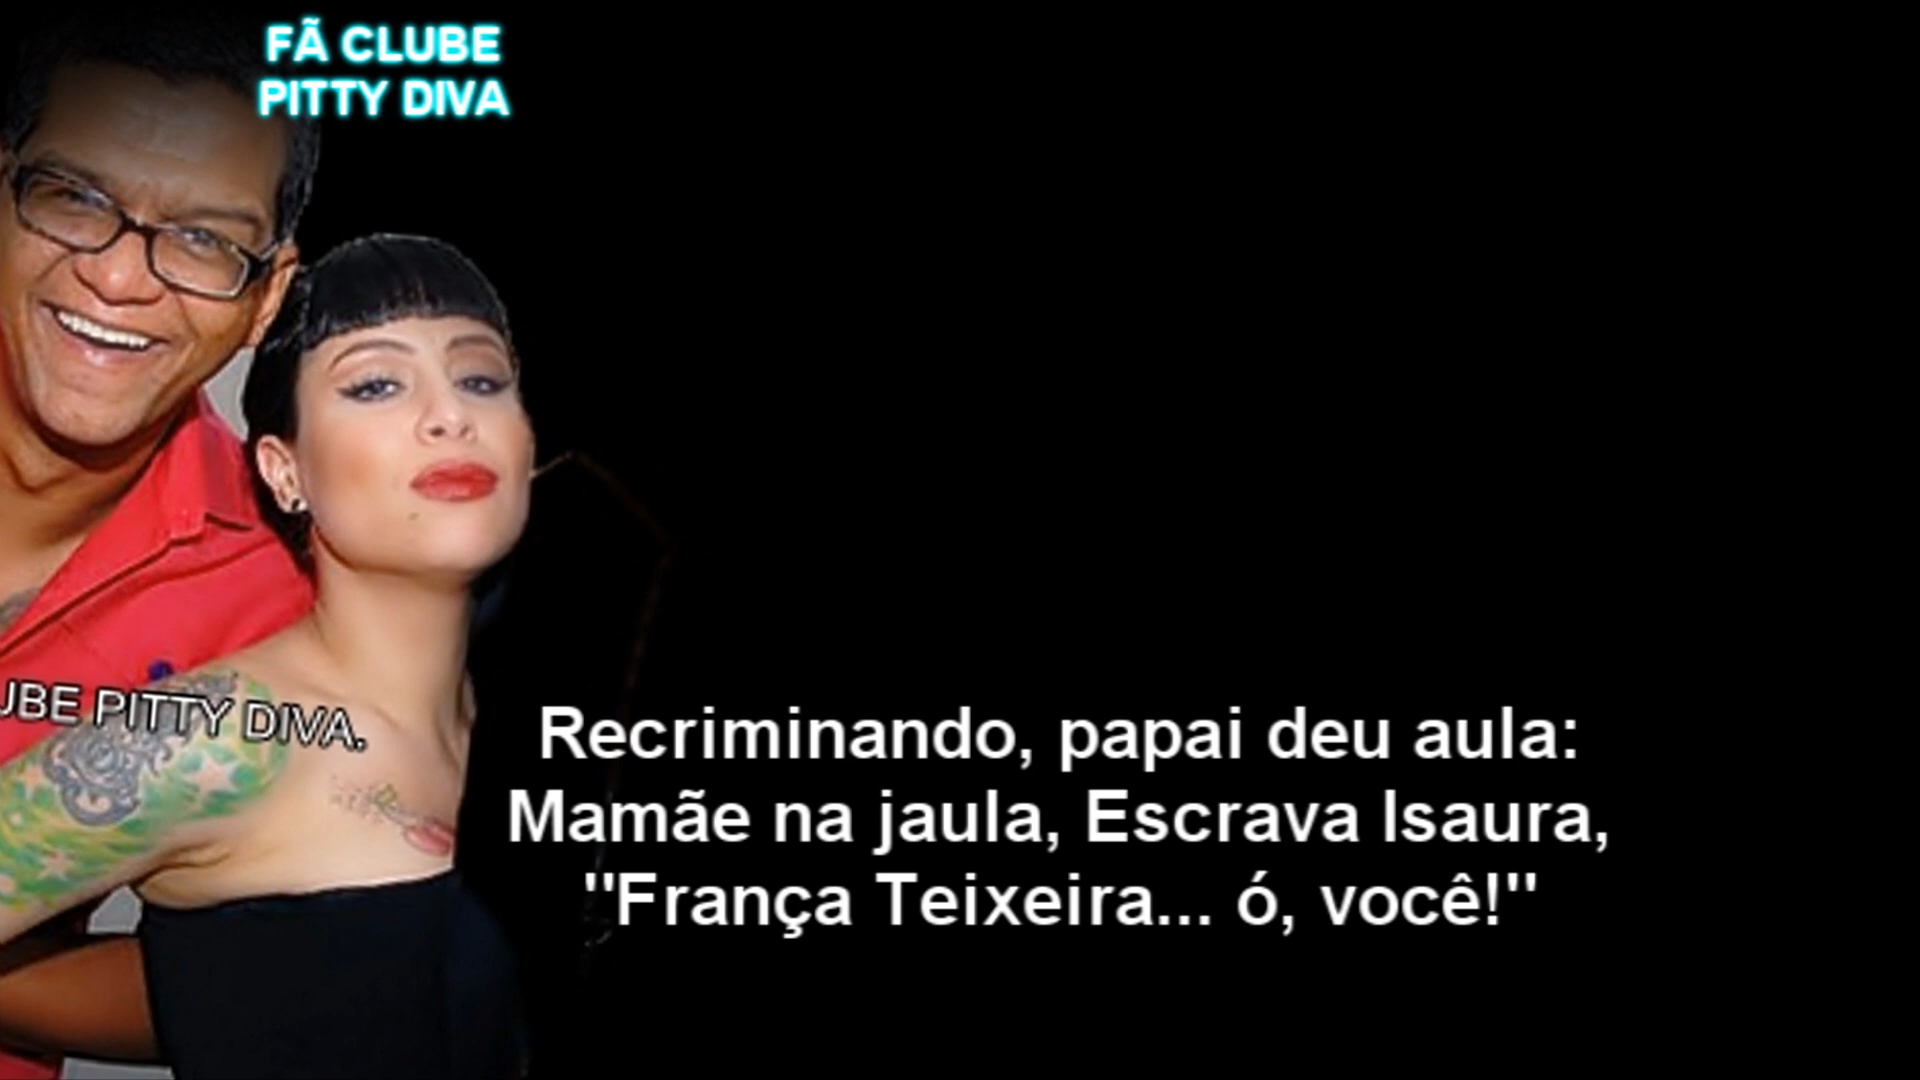 FÃ CLUBE
PITTY DIVA
UBE PITTY DIVA.
Recriminando, papai deu aula:
Mamãe na jaula, Escrava Isaura,
"França Teixeira... ó, você!"